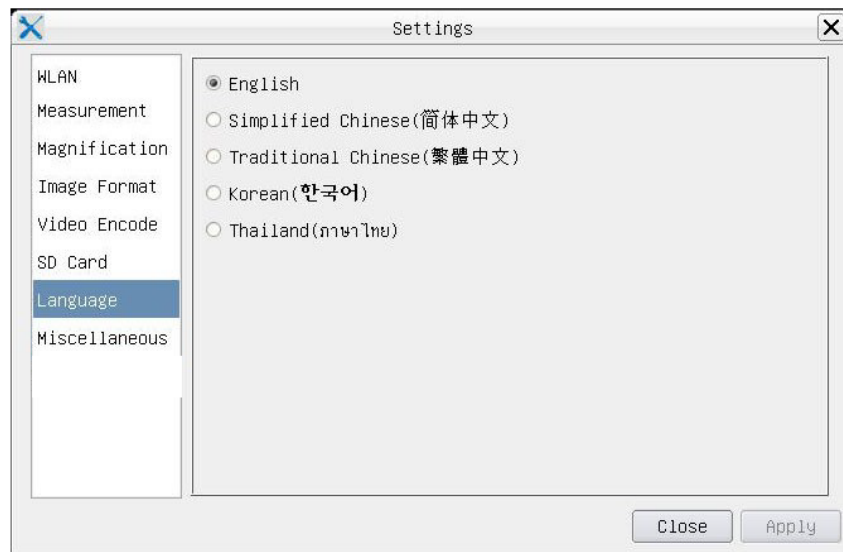 Settings
WLAN
Measurement
Magnification
Image Format
Video Encode
SD Card
Language
Miscellaneous
English
Simplified Chinese(简体中文)
Traditional Chinese(繁體中文)
Korean(한국어)
Thailand(ภาษาไทย)
Close
Apply